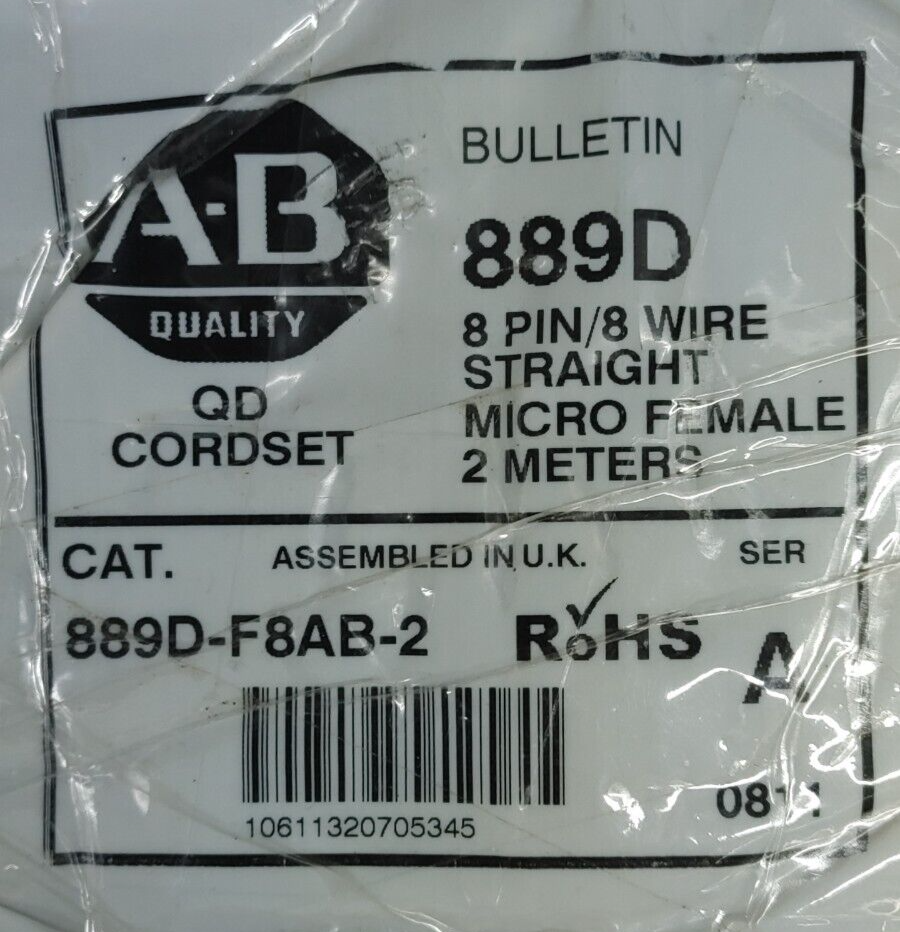 A-B
QUALITY
QD
CORDSET
BULLETIN
889D
8 PIN/8 WIRE
STRAIGHT
MICRO FEMALE
2 METERS
CAT.
ASSEMBLED IN U.K.
SER
889D-F8AB-2
RoHS
A
10611320705345
0811